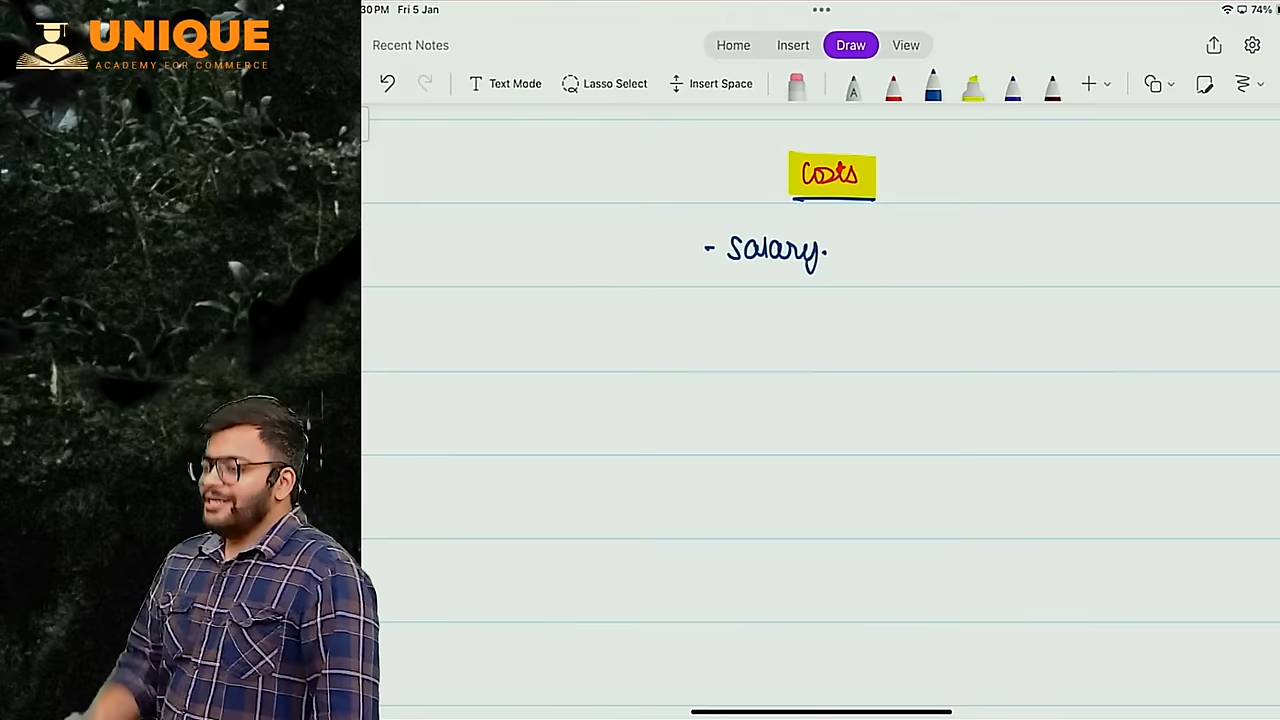 UNIQUE
ACADEMY FOR COMMERCE
30 PM Fri 5 Jan
74%
Recent Notes
Home Insert Draw View
Text Mode Lasso Select Insert Space
A
Costs
- Salary.